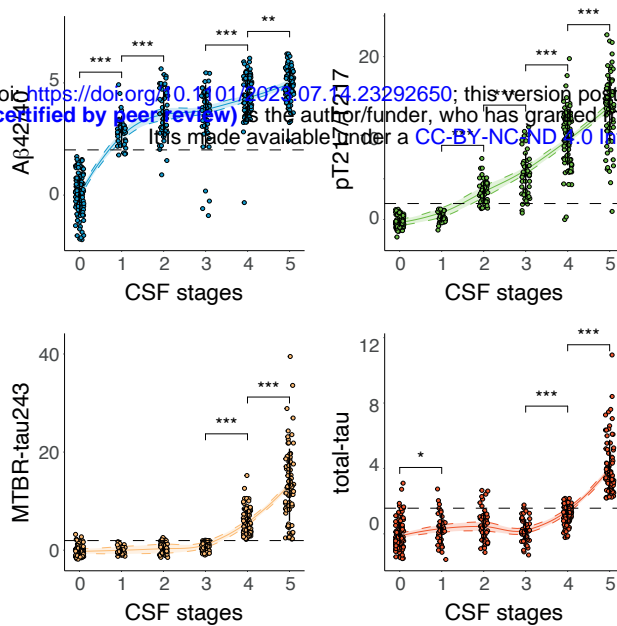 *** *** *** **
5
0
Aβ42/40
0 1 2 3 4 5
CSF stages
*** *** *** ***
20
0
pT217/T217
0 1 2 3 4 5
CSF stages
doi: https://doi.org/10.1101/2023.07.14.23292650; this version post
certified by peer review) is the author/funder, who has granted
made available under a CC-BY-NC-ND 4.0 In
*** ***
40
20
0
MTBR-tau243
0 1 2 3 4 5
CSF stages
* *** ***
12
8
4
0
total-tau
0 1 2 3 4 5
CSF stages